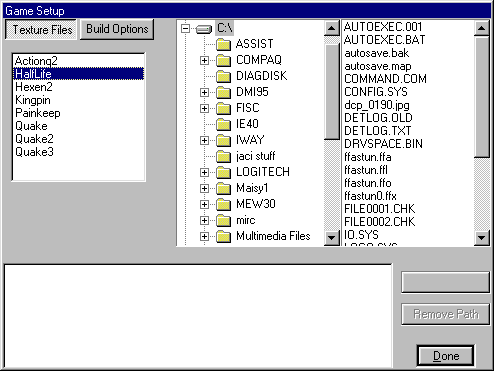 Game Setup
Texture Files
Build Options
Actionq2
HalfLife
Hexen2
Kingpin
Painkeep
Quake
Quake2
Quake3
C:\
ASSIST
COMPAQ
DIAGDISK
DMI95
FISC
IE40
IWAY
jaci stuff
LOGITECH
Maisy1
MEW30
mirc
Multimedia Files
AUTOEXEC.001
AUTOEXEC.BAT
autosave.bak
autosave.map
COMMAND.COM
CONFIG.SYS
dcp_0190.jpg
DETLOG.OLD
DETLOG.TXT
DRVSPACE.BIN
ffastun.ffa
ffastun.ffl
ffastun.ffo
ffastun0.ffx
FILE0001.CHK
FILE0002.CHK
IO.SYS
LOGO.SYS
Remove Path
Done